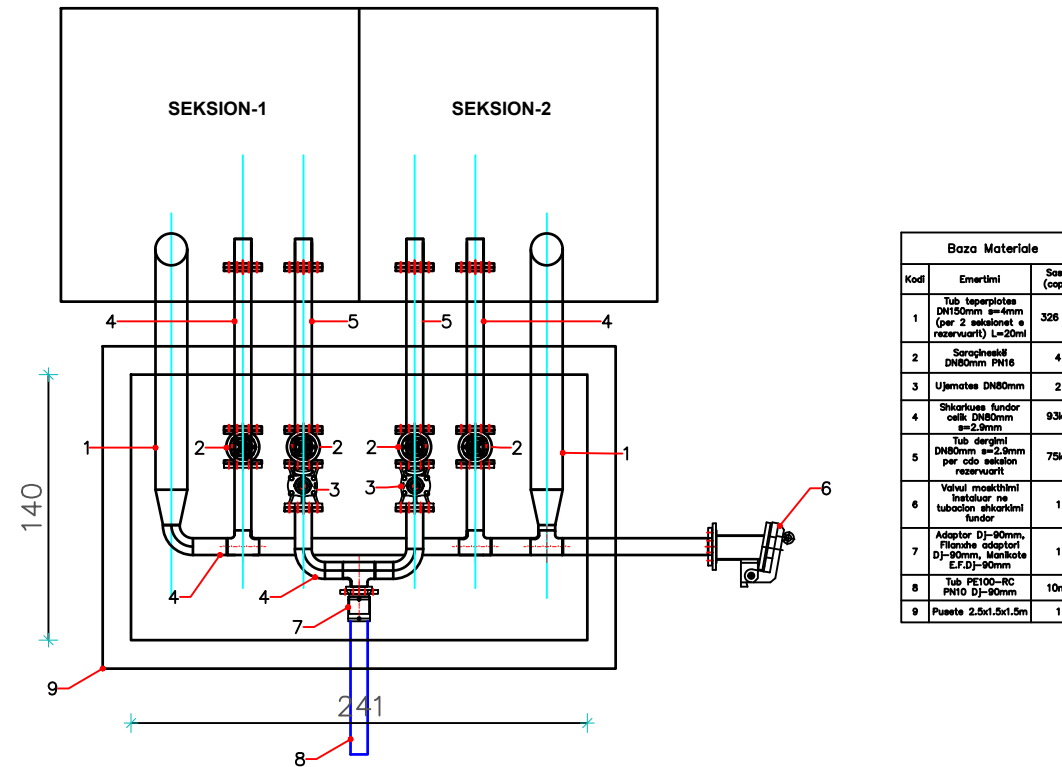 SEKSION-1
SEKSION-2
4
5
5
4
1
2
2
2
2
1
3
3
6
140
4
4
7
9
241
8
Baza Materiale
Kodi
Emertimi
Sas
(cop
1
Tub teperplotes
DN150mm s=4mm
(per 2 seksionet e
rezervuarit) L=20ml
326
2
Saraçineskë
DN80mm PN16
4
3
Ujemates DN80mm
2
4
Shkarkues fundor
celik DN80mm
s=2.9mm
93k
5
Tub dergimi
DN80mm s=2.9mm
per cdo seksion
rezervuarit
75k
6
Valvul moskthimi
instaluar ne
tubacion shkarkimi
fundor
1
7
Adaptor Dj-90mm,
Fllanxhe adaptori
Dj-90mm, Manikote
E.F.Dj-90mm
1
8
Tub PE100-RC
PN10 Dj-90mm
10m
9
Pusete 2.5x1.5x1.5m
1